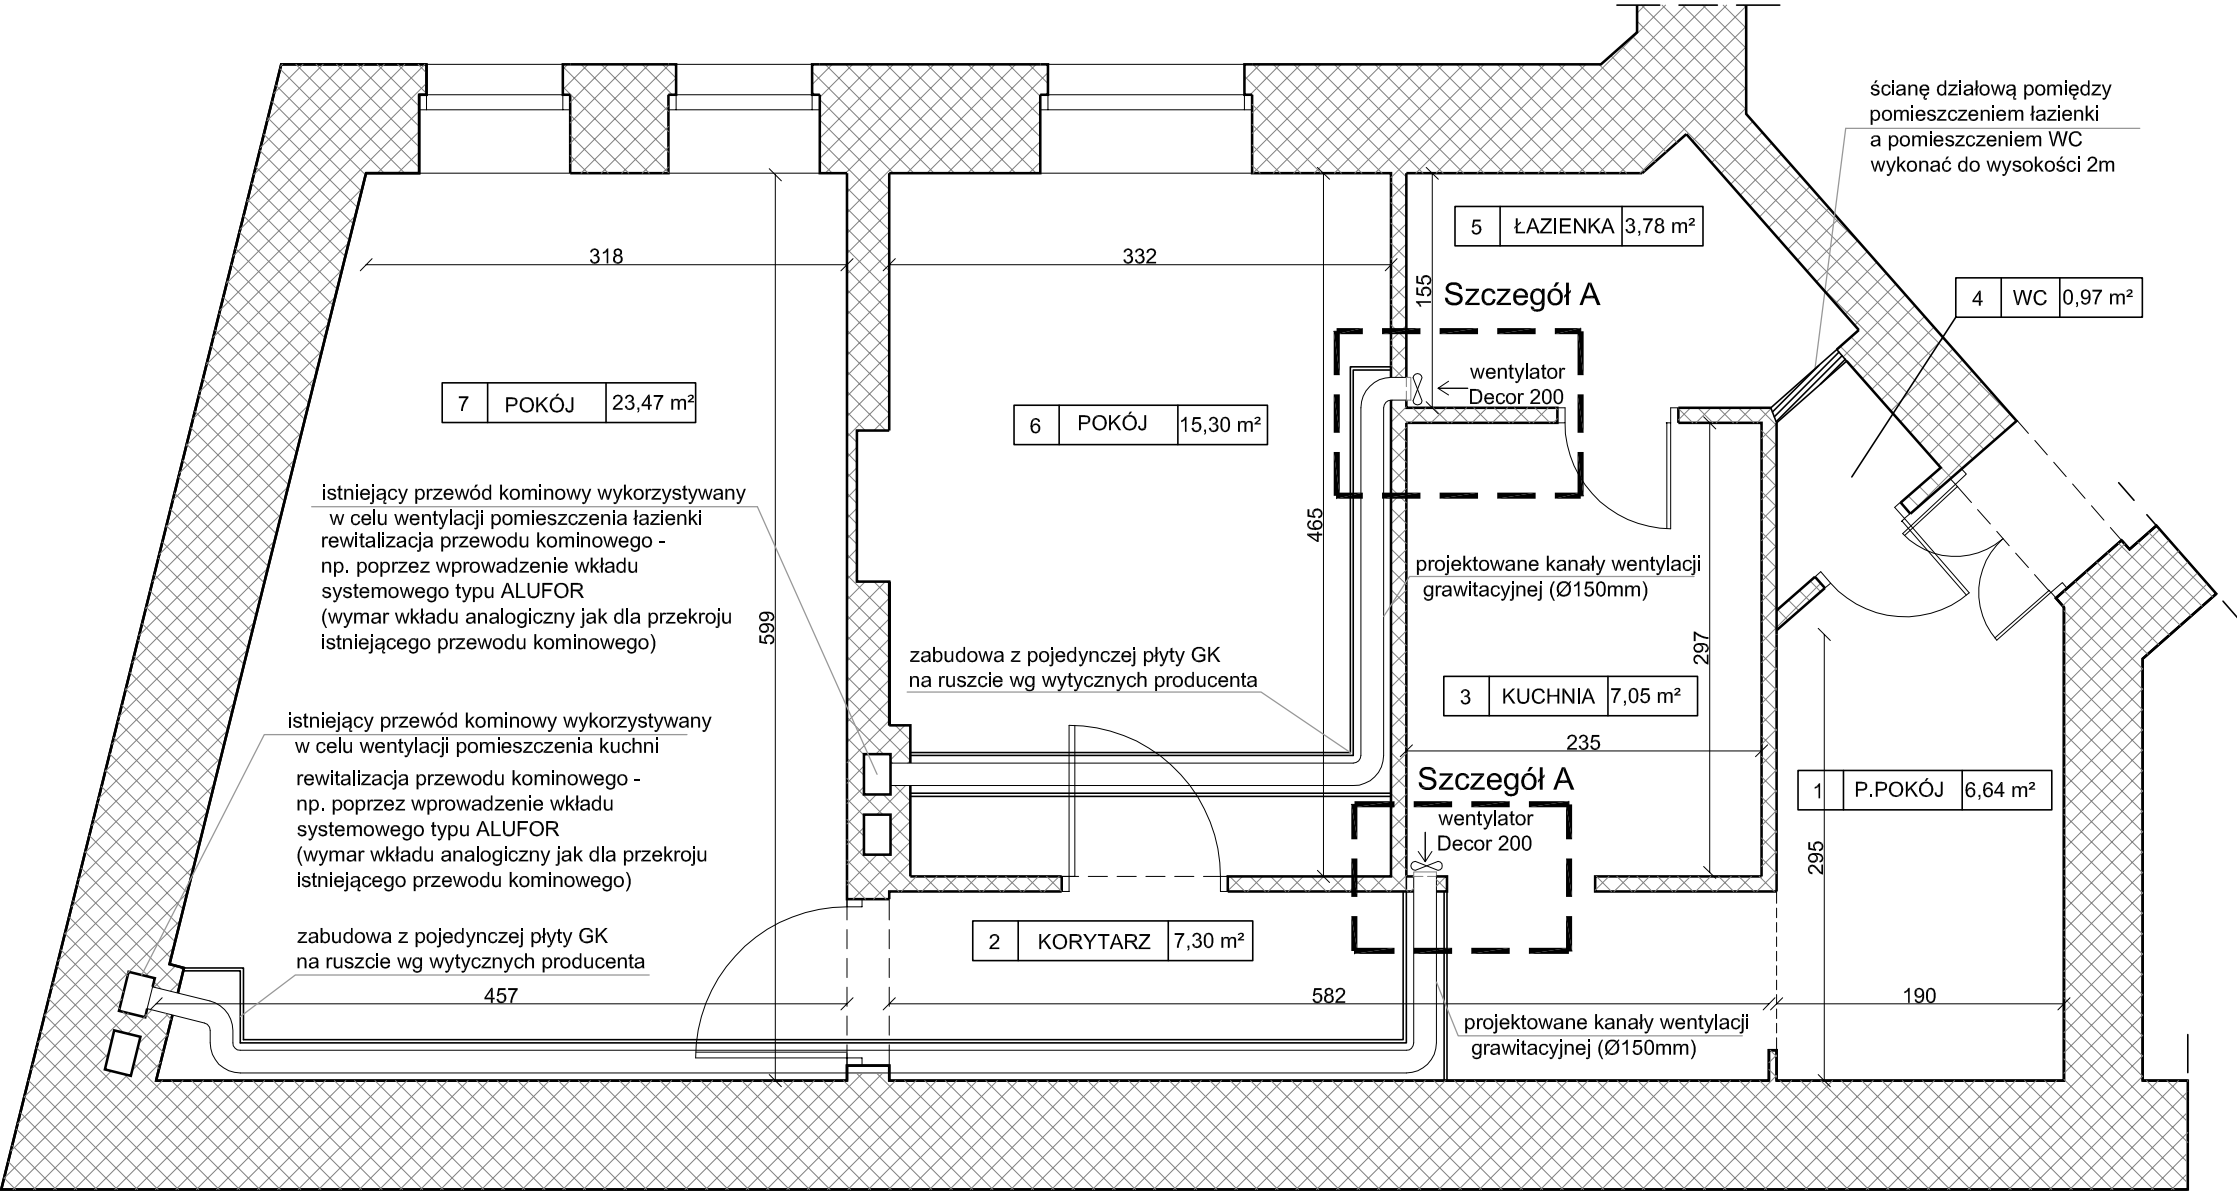 ścianę działową pomiędzy
pomieszczeniem łazienki
a pomieszczeniem WC
wykonać do wysokości 2m
5 ŁAZIENKA 3,78 m²
318
332
155
Szczegół A
4 WC 0,97 m²
wentylator
Decor 200
7 POKÓJ 23,47 m²
6 POKÓJ 15,30 m²
istniejący przewód kominowy wykorzystywany
w celu wentylacji pomieszczenia łazienki
rewitalizacja przewodu kominowego -
np. poprzez wprowadzenie wkładu
systemowego typu ALUFOR
(wymar wkładu analogiczny jak dla przekroju
istniejącego przewodu kominowego)
599
465
projektowane kanały wentylacji
grawitacyjnej (Ø150mm)
297
zabudowa z pojedynczej płyty GK
na ruszcie wg wytycznych producenta
3 KUCHNIA 7,05 m²
235
istniejący przewód kominowy wykorzystywany
w celu wentylacji pomieszczenia kuchni
rewitalizacja przewodu kominowego -
np. poprzez wprowadzenie wkładu
systemowego typu ALUFOR
(wymar wkładu analogiczny jak dla przekroju
istniejącego przewodu kominowego)
Szczegół A
wentylator
Decor 200
1 P.POKÓJ 6,64 m²
295
zabudowa z pojedynczej płyty GK
na ruszcie wg wytycznych producenta
2 KORYTARZ 7,30 m²
457
582
190
projektowane kanały wentylacji
grawitacyjnej (Ø150mm)